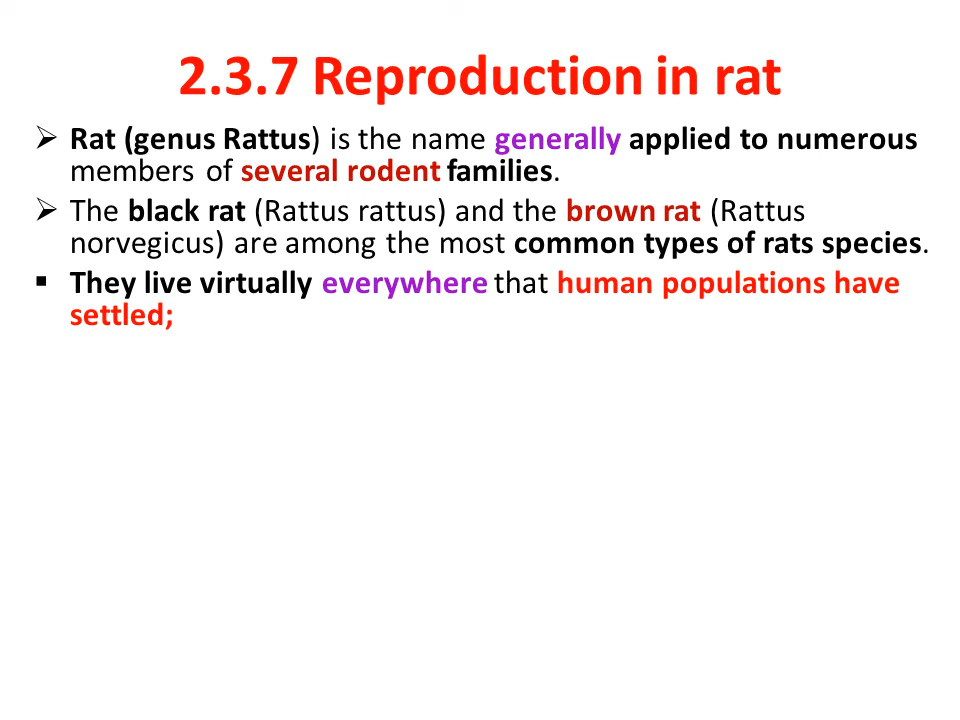 2.3.7 Reproduction in rat
➢ Rat (genus Rattus) is the name generally applied to numerous
members of several rodent families.
➢ The black rat (Rattus rattus) and the brown rat (Rattus
norvegicus) are among the most common types of rats species.
▪ They live virtually everywhere that human populations have
settled;